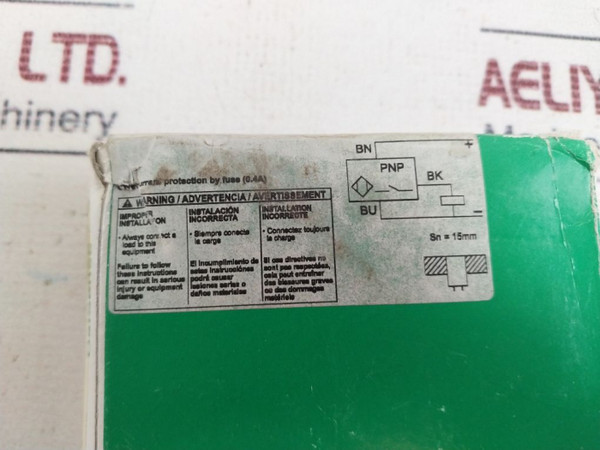 LTD.
AELIY
hinery
protection by fuse (0.4A)
WARNING / ADVERTENCIA / AVERTISSEMENT
IMPROPER
INSTALLATION
• Always connect a
load to this
equipment
Failure to follow
these instructions
can result in serious
injury or equipment
damage
INSTALACIÓN
INCORRECTA
• Siempre conecte
la carga
El incumplimiento de
estas instrucciónes
podrá causar
lesiones serias o
daños materiales
INSTALLATION
INCORRECTE
• Connectez toujours
la charge
Si ces directives ne
sont pas respectées,
cela peut entraîner
des blessures graves
ou des dommages
matériels
BN
+
PNP
BK
BU
−
Sn = 15mm